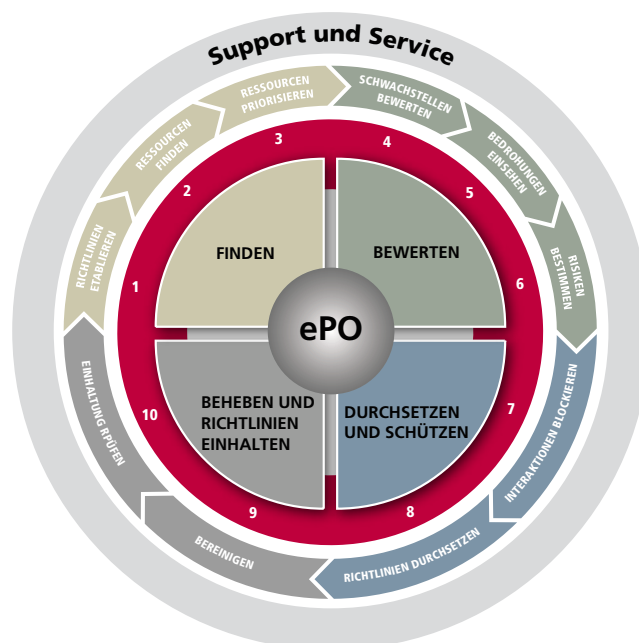 Support und Service
RICHTLINIEN
ETABLIEREN
RESSOURCEN
FINDEN
RESSOURCEN
PRIORISIEREN
SCHWACHSTELLEN
BEWERTEN
BEDROHUNGEN
EINSEHEN
RISIKEN
BESTIMMEN
INTERAKTIONEN BLOCKIEREN
RICHTLINIEN DURCHSETZEN
BEREINIGEN
EINHALTUNG RPÜFEN
1
2
3
4
5
6
7
8
9
10
FINDEN
BEWERTEN
ePO
BEHEBEN UND
RICHTLINIEN
EINHALTEN
DURCHSETZEN
UND SCHÜTZEN